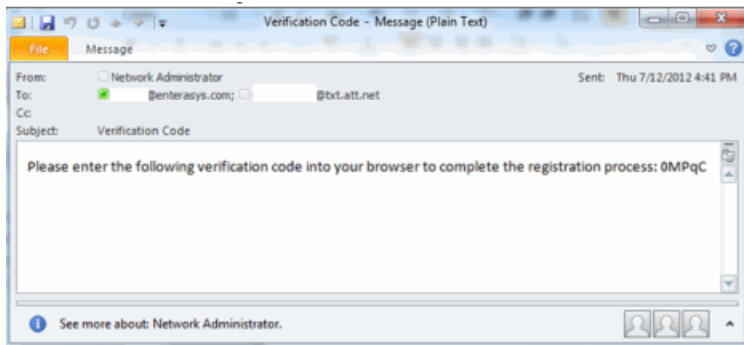 Verification Code - Message (Plain Text)
File Message
From: Network Administrator Sent: Thu 7/12/2012 4:41 PM
To: @enterasys.com; @txt.att.net
Cc:
Subject: Verification Code
Please enter the following verification code into your browser to complete the registration process: 0MPqC
See more about: Network Administrator.